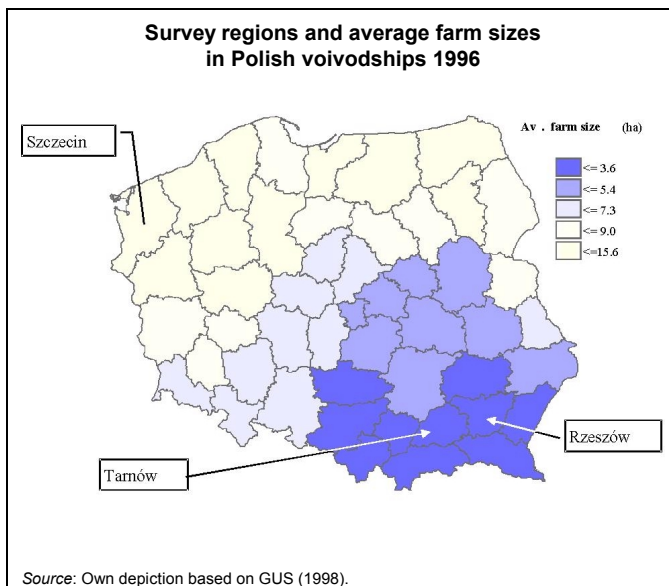 Survey regions and average farm sizes
in Polish voivodships 1996
Szczecin
Av . farm size (ha)
<= 3.6
<= 5.4
<= 7.3
<= 9.0
<=15.6
Rzeszów
Tarnów
Source: Own depiction based on GUS (1998).